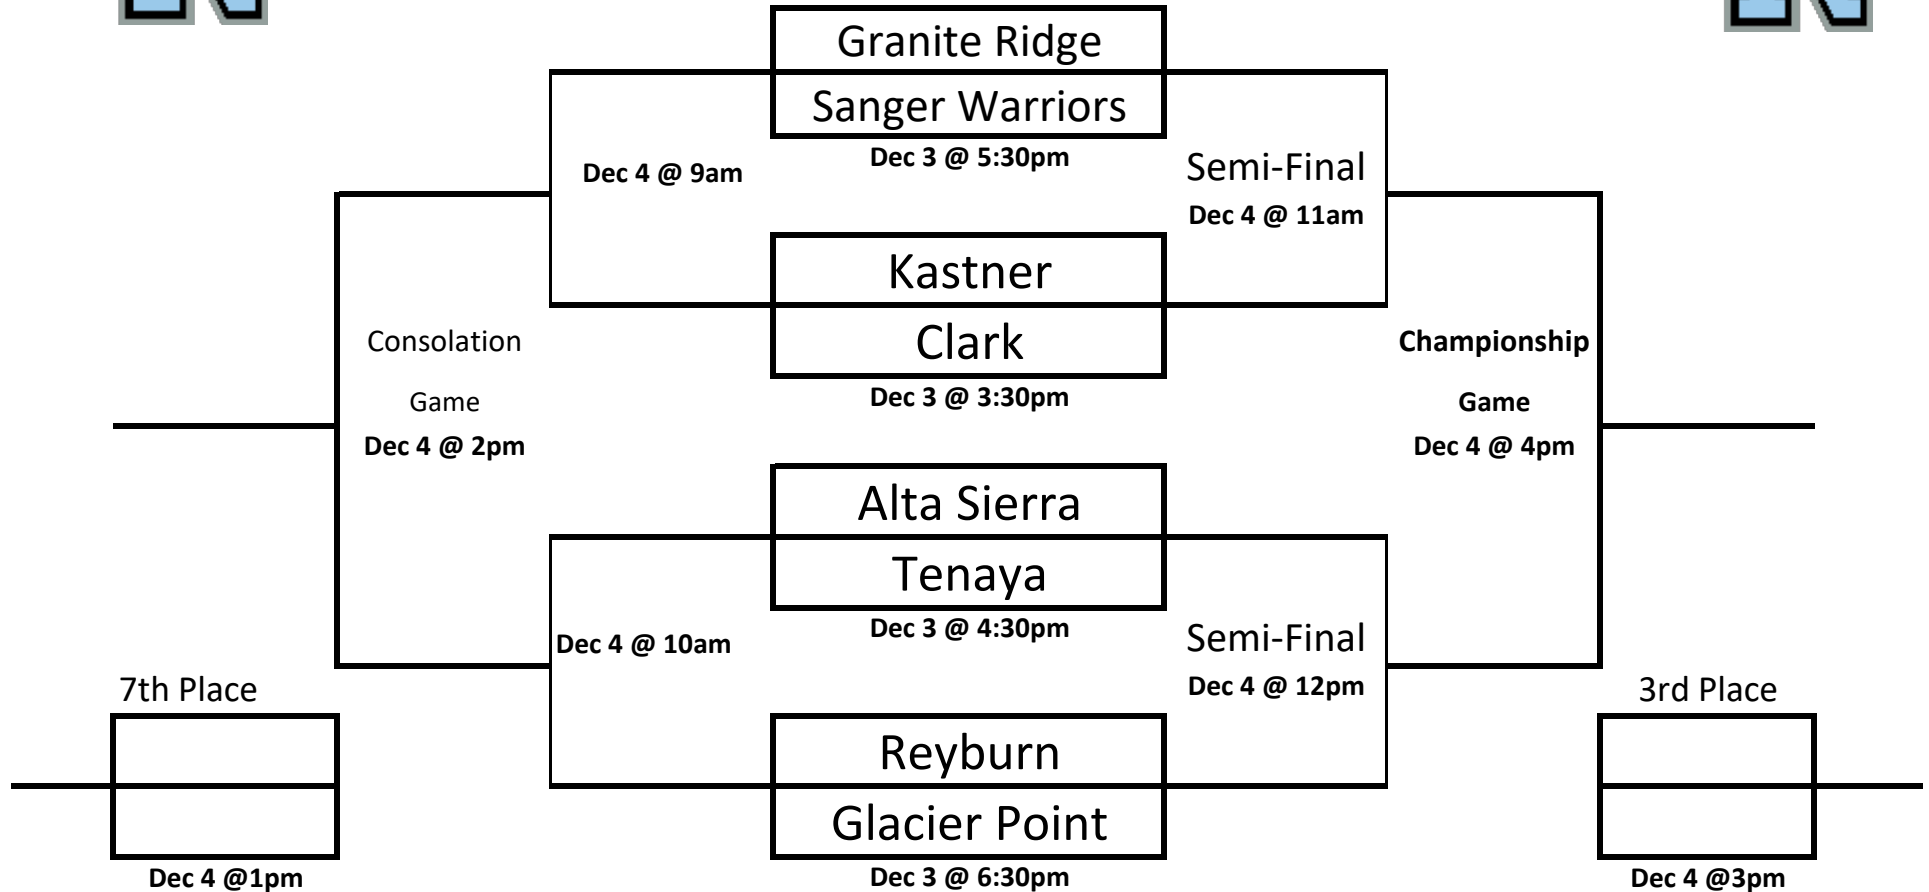 Granite Ridge
Sanger Warriors
Dec 3 @ 5:30pm
Dec 4 @ 9am
Semi-Final
Dec 4 @ 11am
Kastner
Clark
Dec 3 @ 3:30pm
Consolation
Game
Dec 4 @ 2pm
Championship
Game
Dec 4 @ 4pm
Alta Sierra
Tenaya
Dec 3 @ 4:30pm
Dec 4 @ 10am
Semi-Final
Dec 4 @ 12pm
Reyburn
Glacier Point
Dec 3 @ 6:30pm
7th Place
Dec 4 @1pm
3rd Place
Dec 4 @3pm